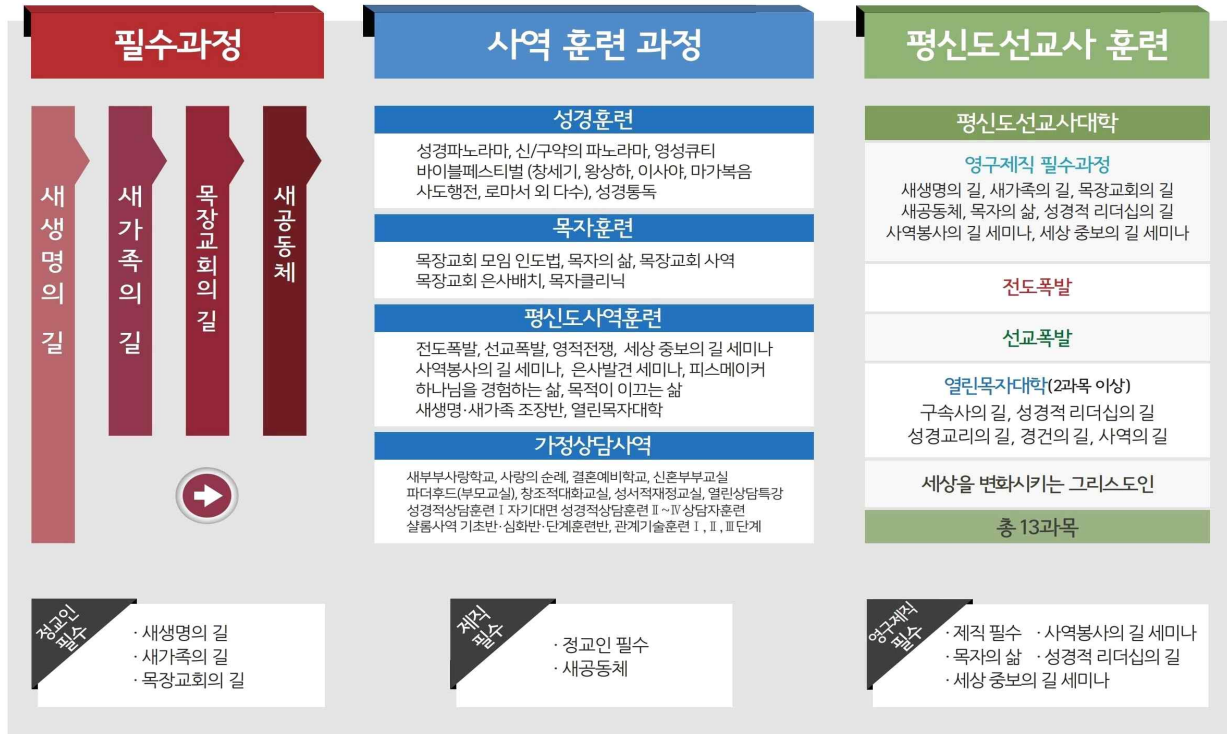 필수과정
새생명의 길
새가족의 길
목장교회의 길
새공동체
사역 훈련 과정
성경훈련
성경파노라마, 신/구약의 파노라마, 영성큐티
바이블페스티벌 (창세기, 왕상하, 이사야, 마가복음
사도행전, 로마서 외 다수), 성경통독
목자훈련
목장교회 모임 인도법, 목자의 삶, 목장교회 사역
목장교회 은사배치, 목자클리닉
평신도사역훈련
전도폭발, 선교폭발, 영적전쟁, 세상 중보의 길 세미나
사역봉사의 길 세미나, 은사발견 세미나, 피스메이커
하나님을 경험하는 삶, 목적이 이끄는 삶
새생명·새가족 조장반, 열린목자대학
가정상담사역
새부부사랑학교, 사랑의 순례, 결혼예비학교, 신혼부부교실
파더후드(부모교실), 창조적대화교실, 성서적재정교실, 열린상담특강
성경적상담훈련 Ⅰ 자기대면 성경적상담훈련 Ⅱ~Ⅳ 상담자훈련
샬롬사역 기초반·심화반·단계훈련반, 관계기술훈련 Ⅰ, Ⅱ, Ⅲ단계
평신도선교사 훈련
평신도선교사대학
영구제직 필수과정
새생명의 길, 새가족의 길, 목장교회의 길
새공동체, 목자의 삶, 성경적 리더십의 길
사역봉사의 길 세미나, 세상 중보의 길 세미나
전도폭발
선교폭발
열린목자대학(2과목 이상)
구속사의 길, 성경적 리더십의 길
성경교리의 길, 경건의 길, 사역의 길
세상을 변화시키는 그리스도인
총 13과목
정교인
필수
· 새생명의 길
· 새가족의 길
· 목장교회의 길
제직
필수
· 정교인 필수
· 새공동체
영구제직
필수
· 제직 필수 · 사역봉사의 길 세미나
· 목자의 삶 · 성경적 리더십의 길
· 세상 중보의 길 세미나